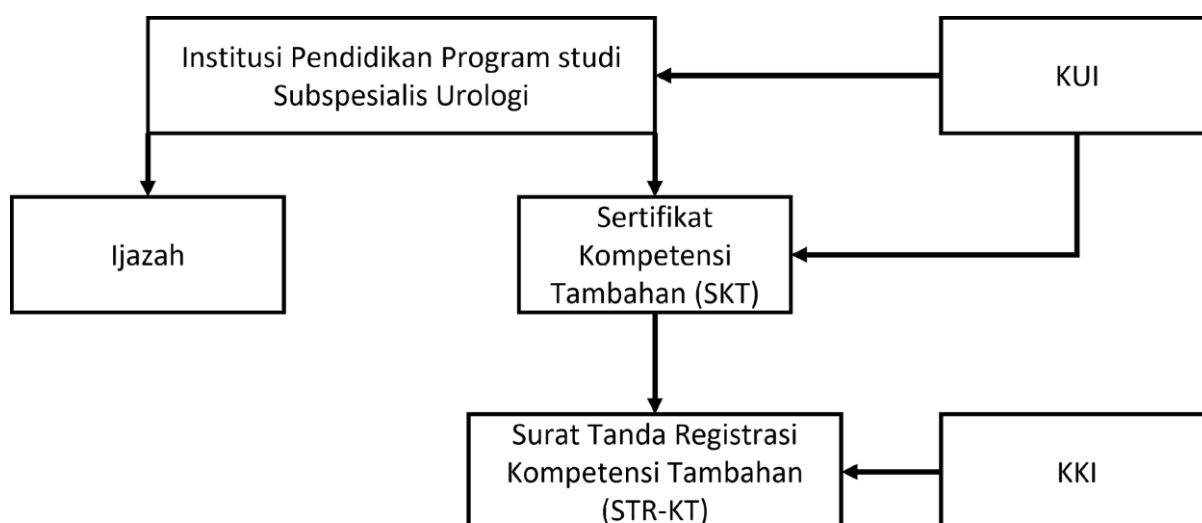 Institusi Pendidikan Program studi
Subspesialis Urologi
KUI
Ijazah
Sertifikat
Kompetensi
Tambahan (SKT)
Surat Tanda Registrasi
Kompetensi Tambahan
(STR-KT)
KKI